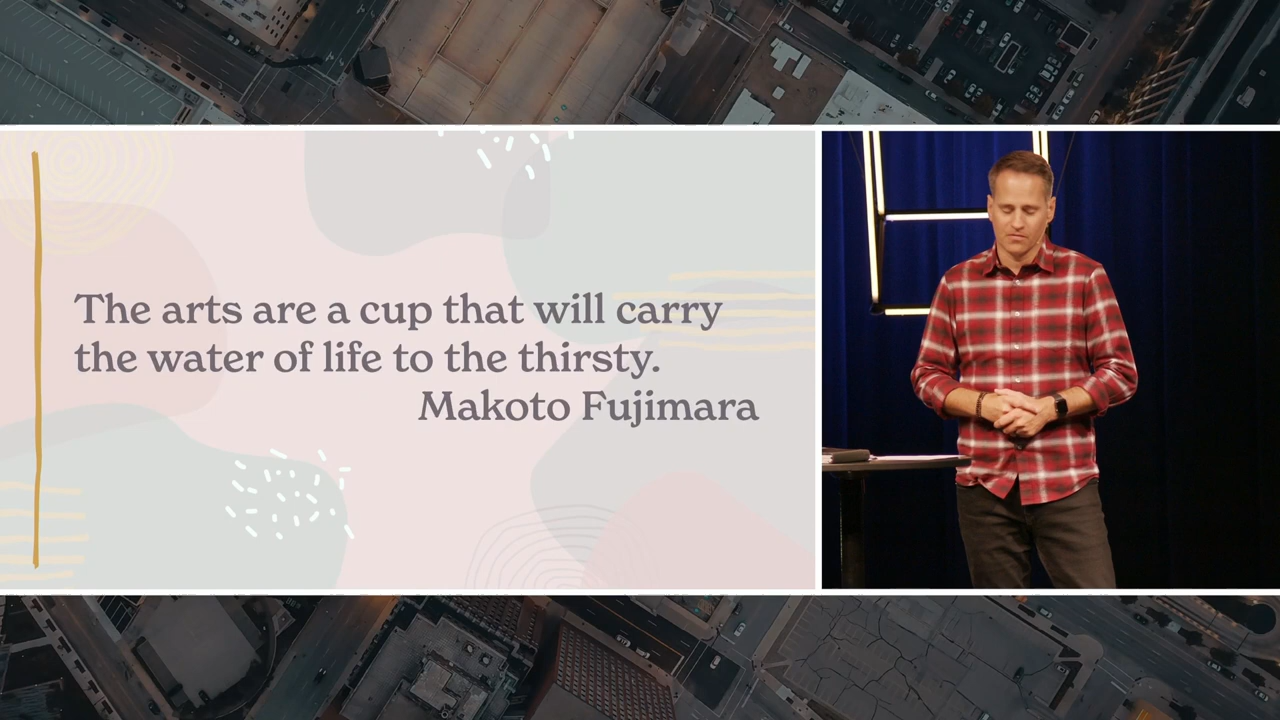 The arts are a cup that will carry
the water of life to the thirsty.
Makoto Fujimara